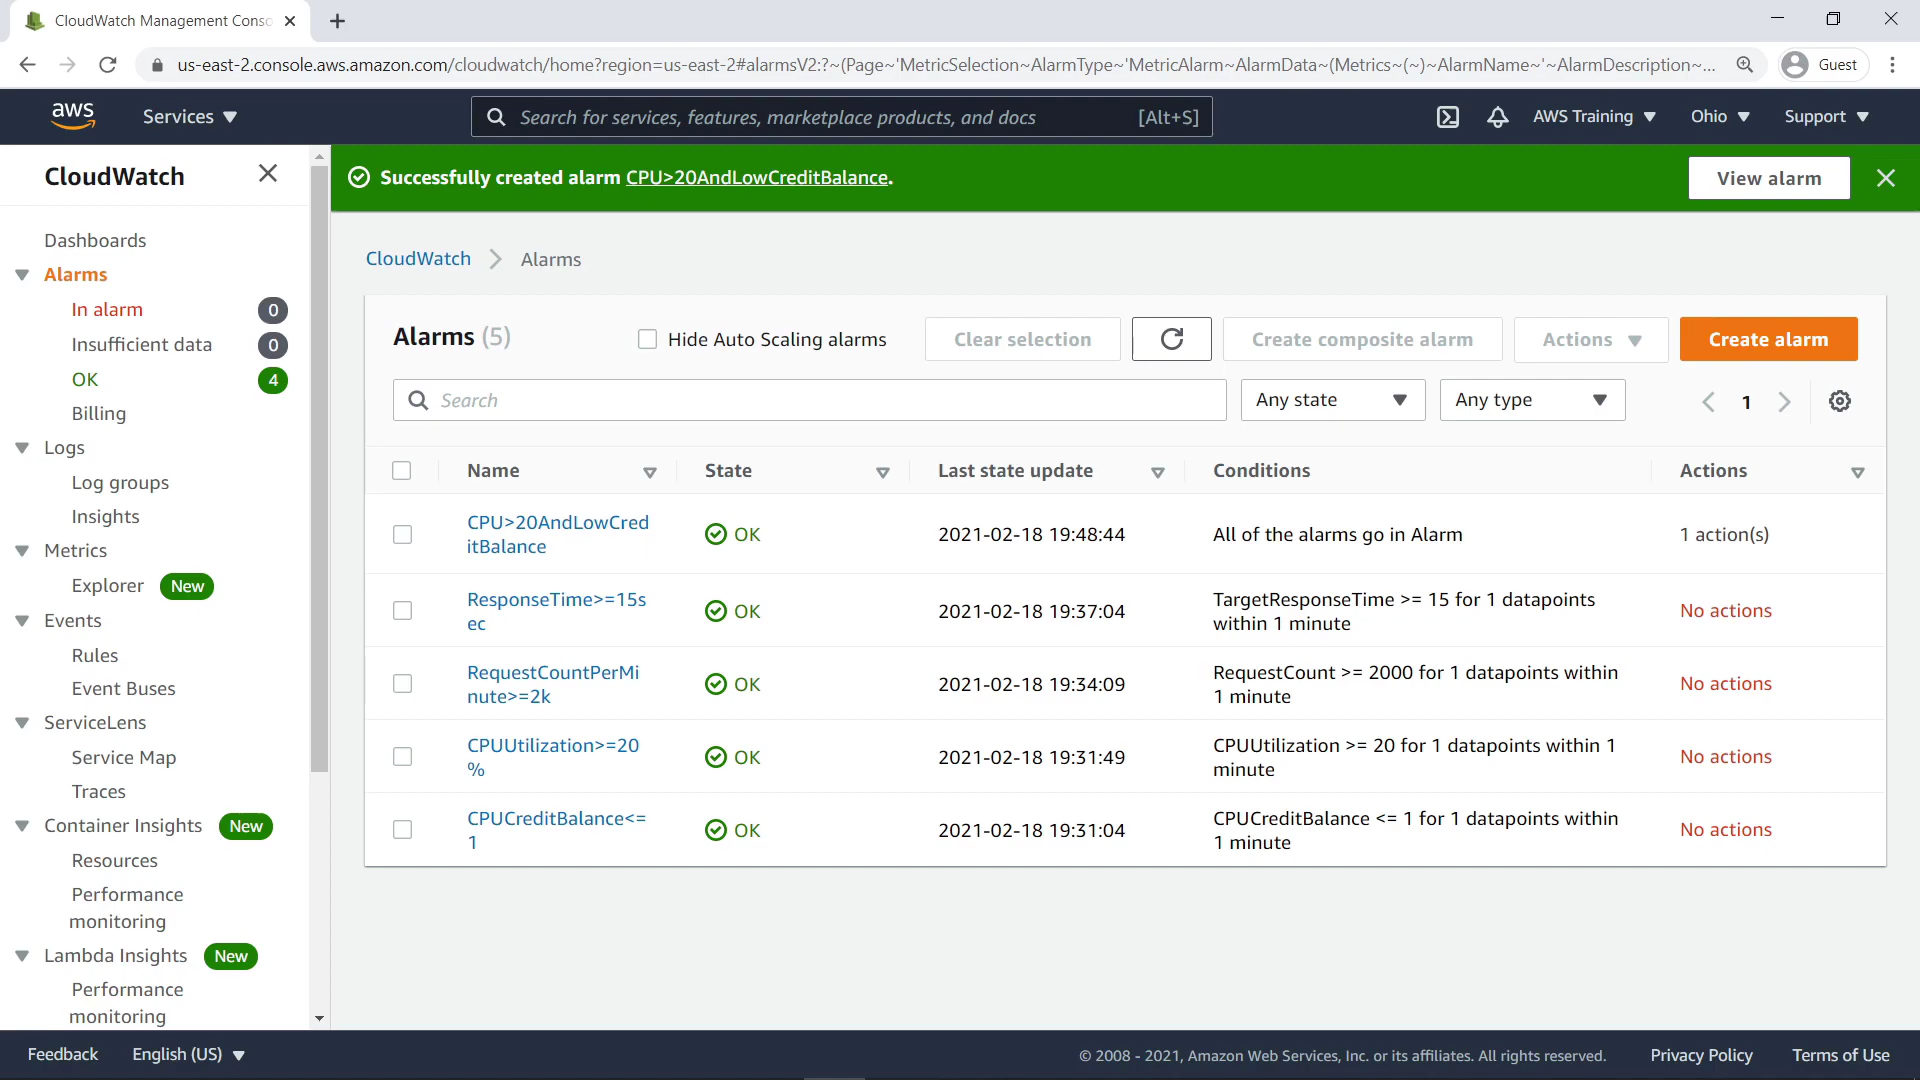 CloudWatch Management Conso
us-east-2.console.aws.amazon.com/cloudwatch/home?region=us-east-2#alarmsV2:?~(Page~'MetricSelection~AlarmType~'MetricAlarm~AlarmData~(Metrics~(~)~AlarmName~'~AlarmDescription~...
Guest
aws
Services
Search for services, features, marketplace products, and docs
[Alt+S]
AWS Training
Ohio
Support
CloudWatch
Dashboards
Alarms
In alarm 0
Insufficient data 0
OK 4
Billing
Logs
Log groups
Insights
Metrics
Explorer New
Events
Rules
Event Buses
ServiceLens
Service Map
Traces
Container Insights New
Resources
Performance
monitoring
Lambda Insights New
Performance
monitoring
Successfully created alarm CPU>20AndLowCreditBalance.
View alarm
CloudWatch
Alarms
Alarms (5)
Hide Auto Scaling alarms
Clear selection
Create composite alarm
Actions
Create alarm
Search
Any state
Any type
1
Name
State
Last state update
Conditions
Actions
CPU>20AndLowCred
itBalance
OK
2021-02-18 19:48:44
All of the alarms go in Alarm
1 action(s)
ResponseTime>=15s
ec
OK
2021-02-18 19:37:04
TargetResponseTime >= 15 for 1 datapoints
within 1 minute
No actions
RequestCountPerMi
nute>=2k
OK
2021-02-18 19:34:09
RequestCount >= 2000 for 1 datapoints within
1 minute
No actions
CPUUtilization>=20
%
OK
2021-02-18 19:31:49
CPUUtilization >= 20 for 1 datapoints within 1
minute
No actions
CPUCreditBalance<=
1
OK
2021-02-18 19:31:04
CPUCreditBalance <= 1 for 1 datapoints within
1 minute
No actions
Feedback
English (US)
© 2008 - 2021, Amazon Web Services, Inc. or its affiliates. All rights reserved.
Privacy Policy
Terms of Use